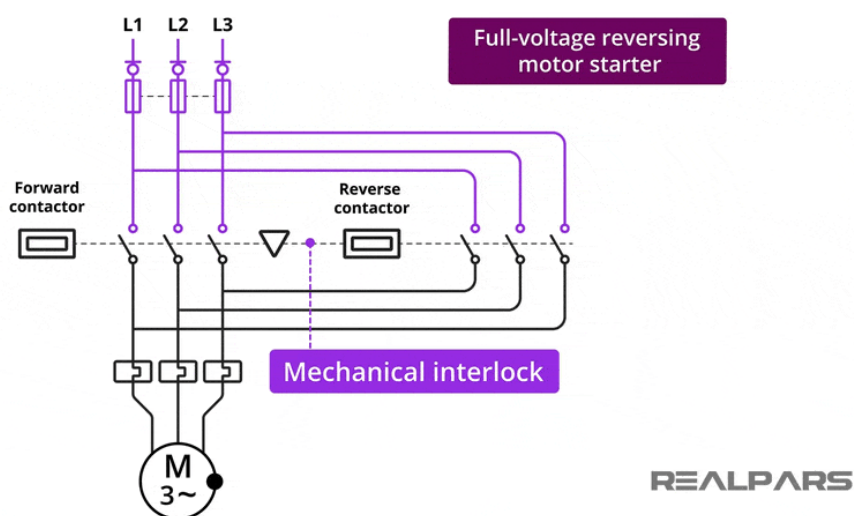 L1 L2 L3
Full-voltage reversing
motor starter
Forward
contactor
Reverse
contactor
Mechanical interlock
M
3~
REALPARS